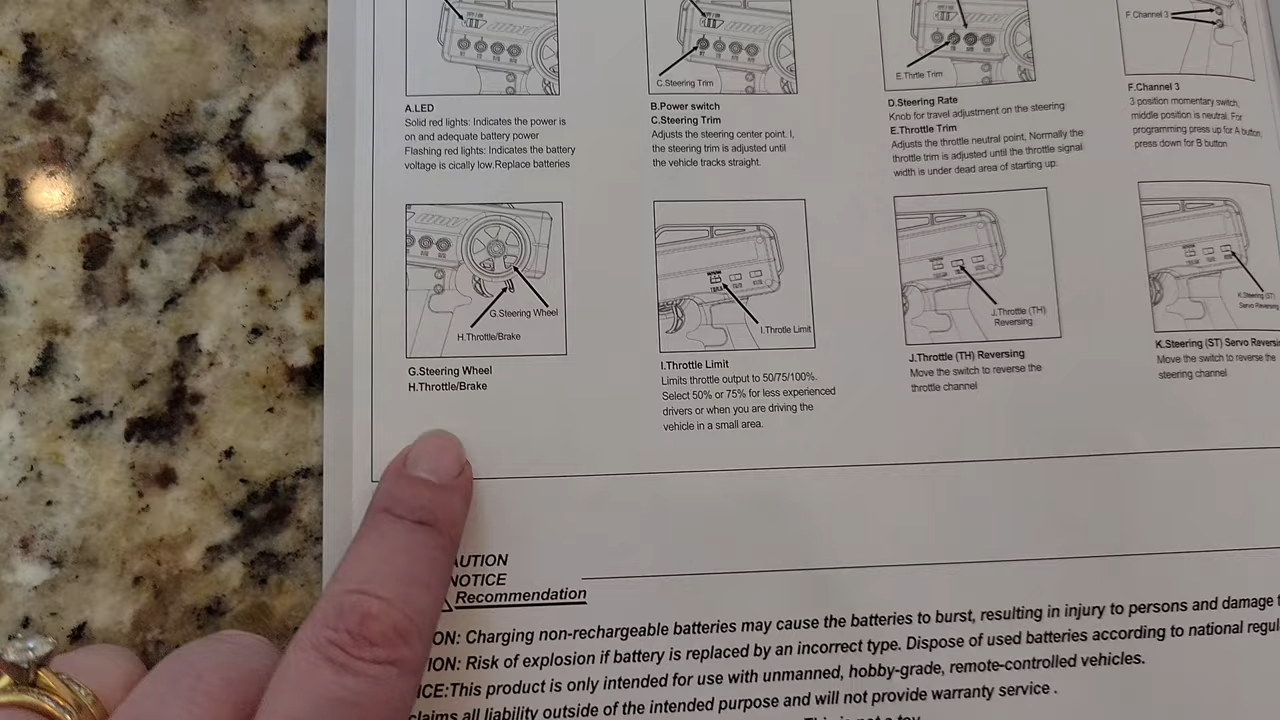 F.Channel 3
C.Steering Trim
E.Thrtle Trim
A.LED
Solid red lights: Indicates the power is
on and adequate battery power
Flashing red lights: Indicates the battery
voltage is cically low.Replace batteries
B.Power switch
C.Steering Trim
Adjusts the steering center point. I,
the steering trim is adjusted until
the vehicle tracks straight.
D.Steering Rate
Knob for travel adjustment on the steering
E.Throttle Trim
Adjusts the throttle neutral point, Normally the
throttle trim is adjusted until the throttle signal
width is under dead area of starting up.
F.Channel 3
3 position momentary switch,
middle position is neutral. For
programming press up for A button,
press down for B button
G.Steering Wheel
H.Throttle/Brake
I.Throtle Limit
J.Throttle (TH)
Reversing
K.Steering (ST)
Servo Reversing
G.Steering Wheel
H.Throttle/Brake
I.Throttle Limit
Limits throttle output to 50/75/100%.
Select 50% or 75% for less experienced
drivers or when you are driving the
vehicle in a small area.
J.Throttle (TH) Reversing
Move the switch to reverse the
throttle channel
K.Steering (ST) Servo Reversi
Move the switch to reverse the
steering channel
AUTION
NOTICE
Recommendation
ON: Charging non-rechargeable batteries may cause the batteries to burst, resulting in injury to persons and damage t
ION: Risk of explosion if battery is replaced by an incorrect type. Dispose of used batteries according to national regul
ICE:This product is only intended for use with unmanned, hobby-grade, remote-controlled vehicles.
claims all liability outside of the intended purpose and will not provide warranty service .
This is not a toy